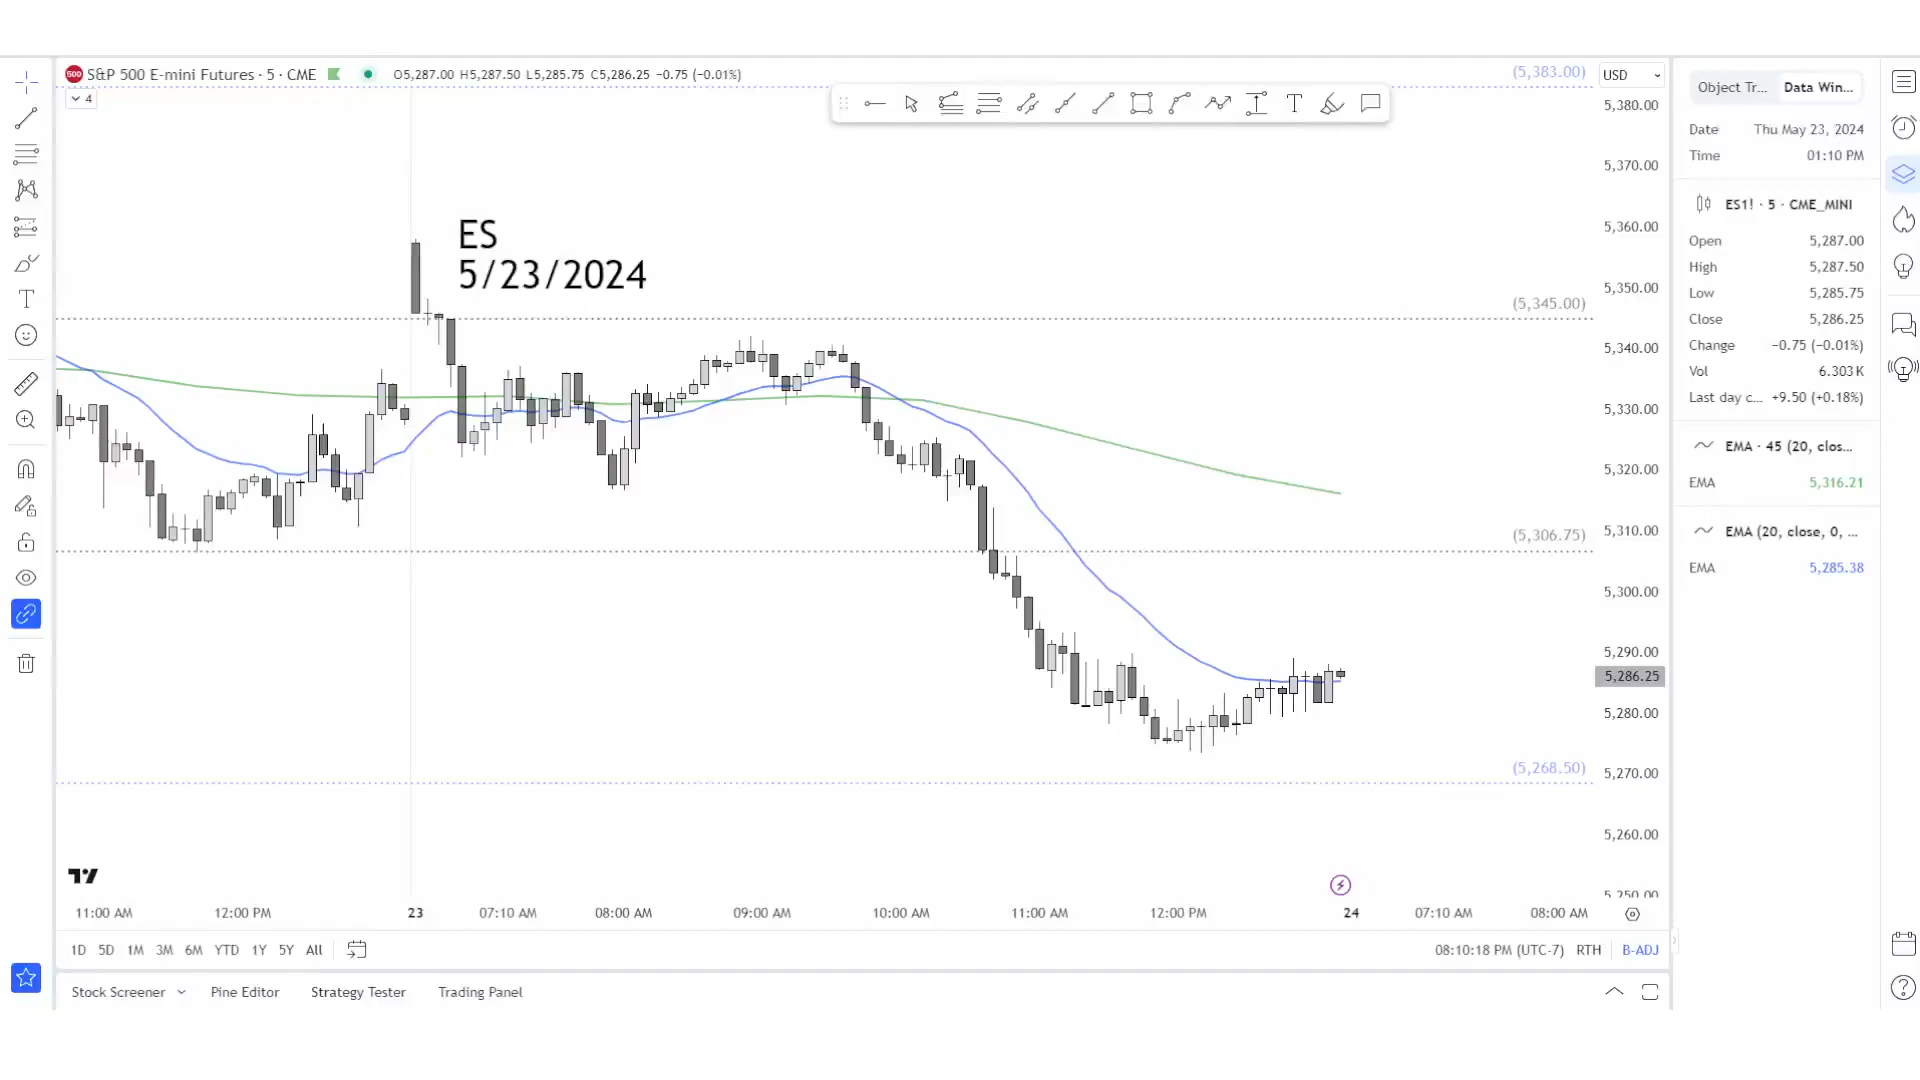 500 S&P 500 E-mini Futures · 5 · CME O5,287.00 H5,287.50 L5,285.75 C5,286.25 −0.75 (−0.01%)
4
(5,383.00)
USD
ES
5/23/2024
(5,345.00)
(5,306.75)
(5,268.50)
5,380.00
5,370.00
5,360.00
5,350.00
5,340.00
5,330.00
5,320.00
5,310.00
5,300.00
5,290.00
5,286.25
5,280.00
5,270.00
5,260.00
5,250.00
11:00 AM 12:00 PM 23 07:10 AM 08:00 AM 09:00 AM 10:00 AM 11:00 AM 12:00 PM 24 07:10 AM 08:00 AM
1D 5D 1M 3M 6M YTD 1Y 5Y All
08:10:18 PM (UTC-7) RTH B-ADJ
Stock Screener Pine Editor Strategy Tester Trading Panel
Object Tr... Data Win...
Date Thu May 23, 2024
Time 01:10 PM
ES1! · 5 · CME_MINI
Open 5,287.00
High 5,287.50
Low 5,285.75
Close 5,286.25
Change −0.75 (−0.01%)
Vol 6.303 K
Last day c... +9.50 (+0.18%)
EMA · 45 (20, clos...
EMA 5,316.21
EMA (20, close, 0, ...
EMA 5,285.38